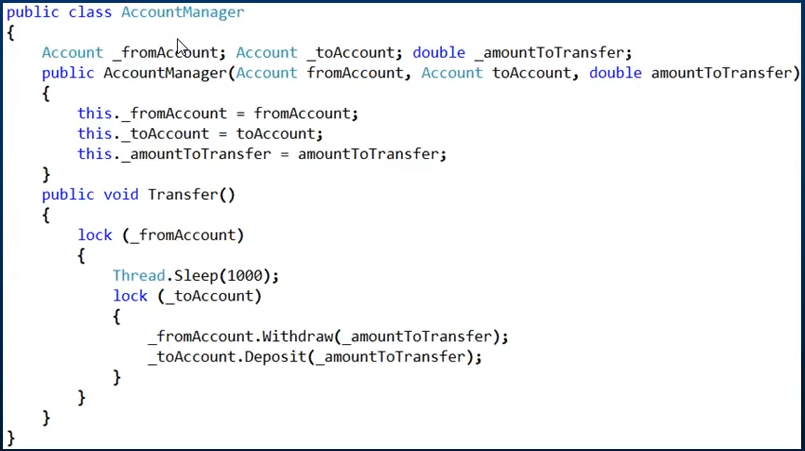 public class AccountManager
{
Account _fromAccount; Account _toAccount; double _amountToTransfer;
public AccountManager(Account fromAccount, Account toAccount, double amountToTransfer)
{
this._fromAccount = fromAccount;
this._toAccount = toAccount;
this._amountToTransfer = amountToTransfer;
}
public void Transfer()
{
lock (_fromAccount)
{
Thread.Sleep(1000);
lock (_toAccount)
{
_fromAccount.Withdraw(_amountToTransfer);
_toAccount.Deposit(_amountToTransfer);
}
}
}
}